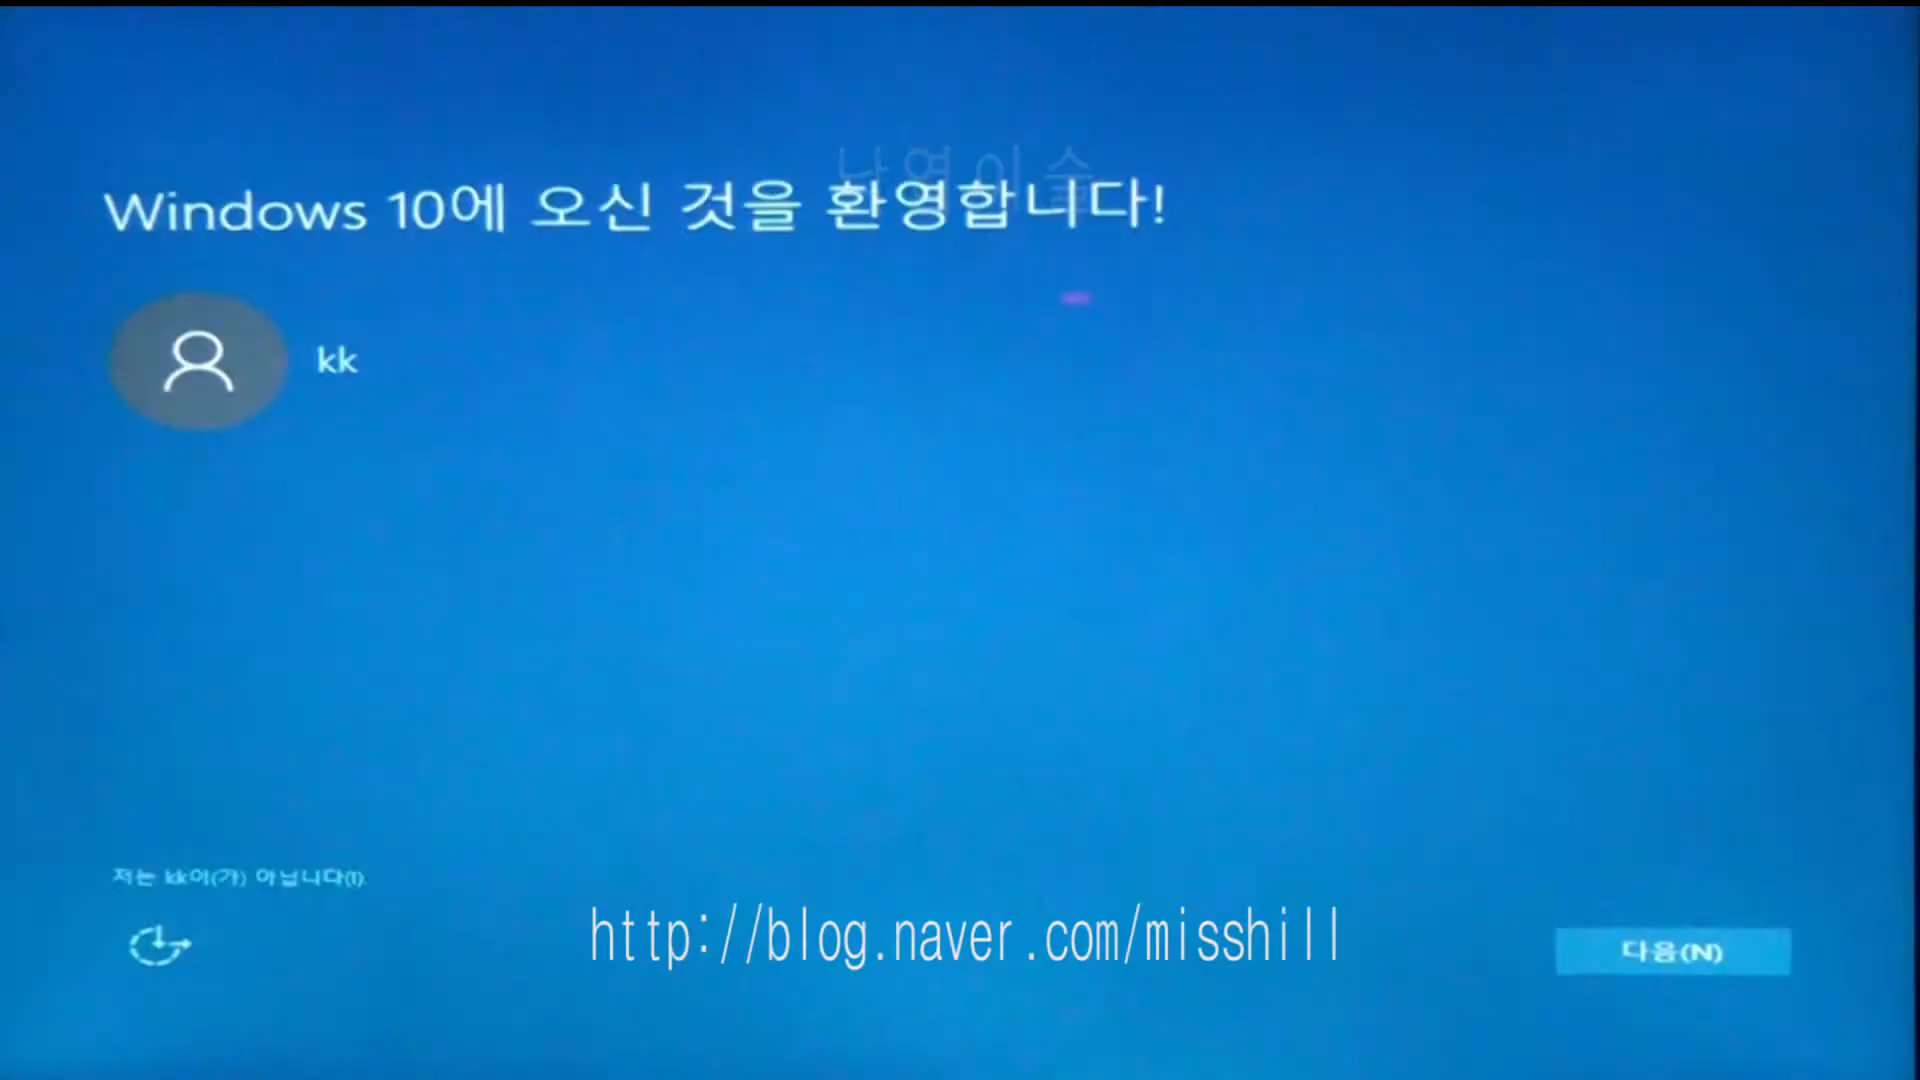 Windows 10에 오신 것을 환영합니다!
kk
저는 kk이(가) 아닙니다(I).
http://blog.naver.com/misshill
다음(N)